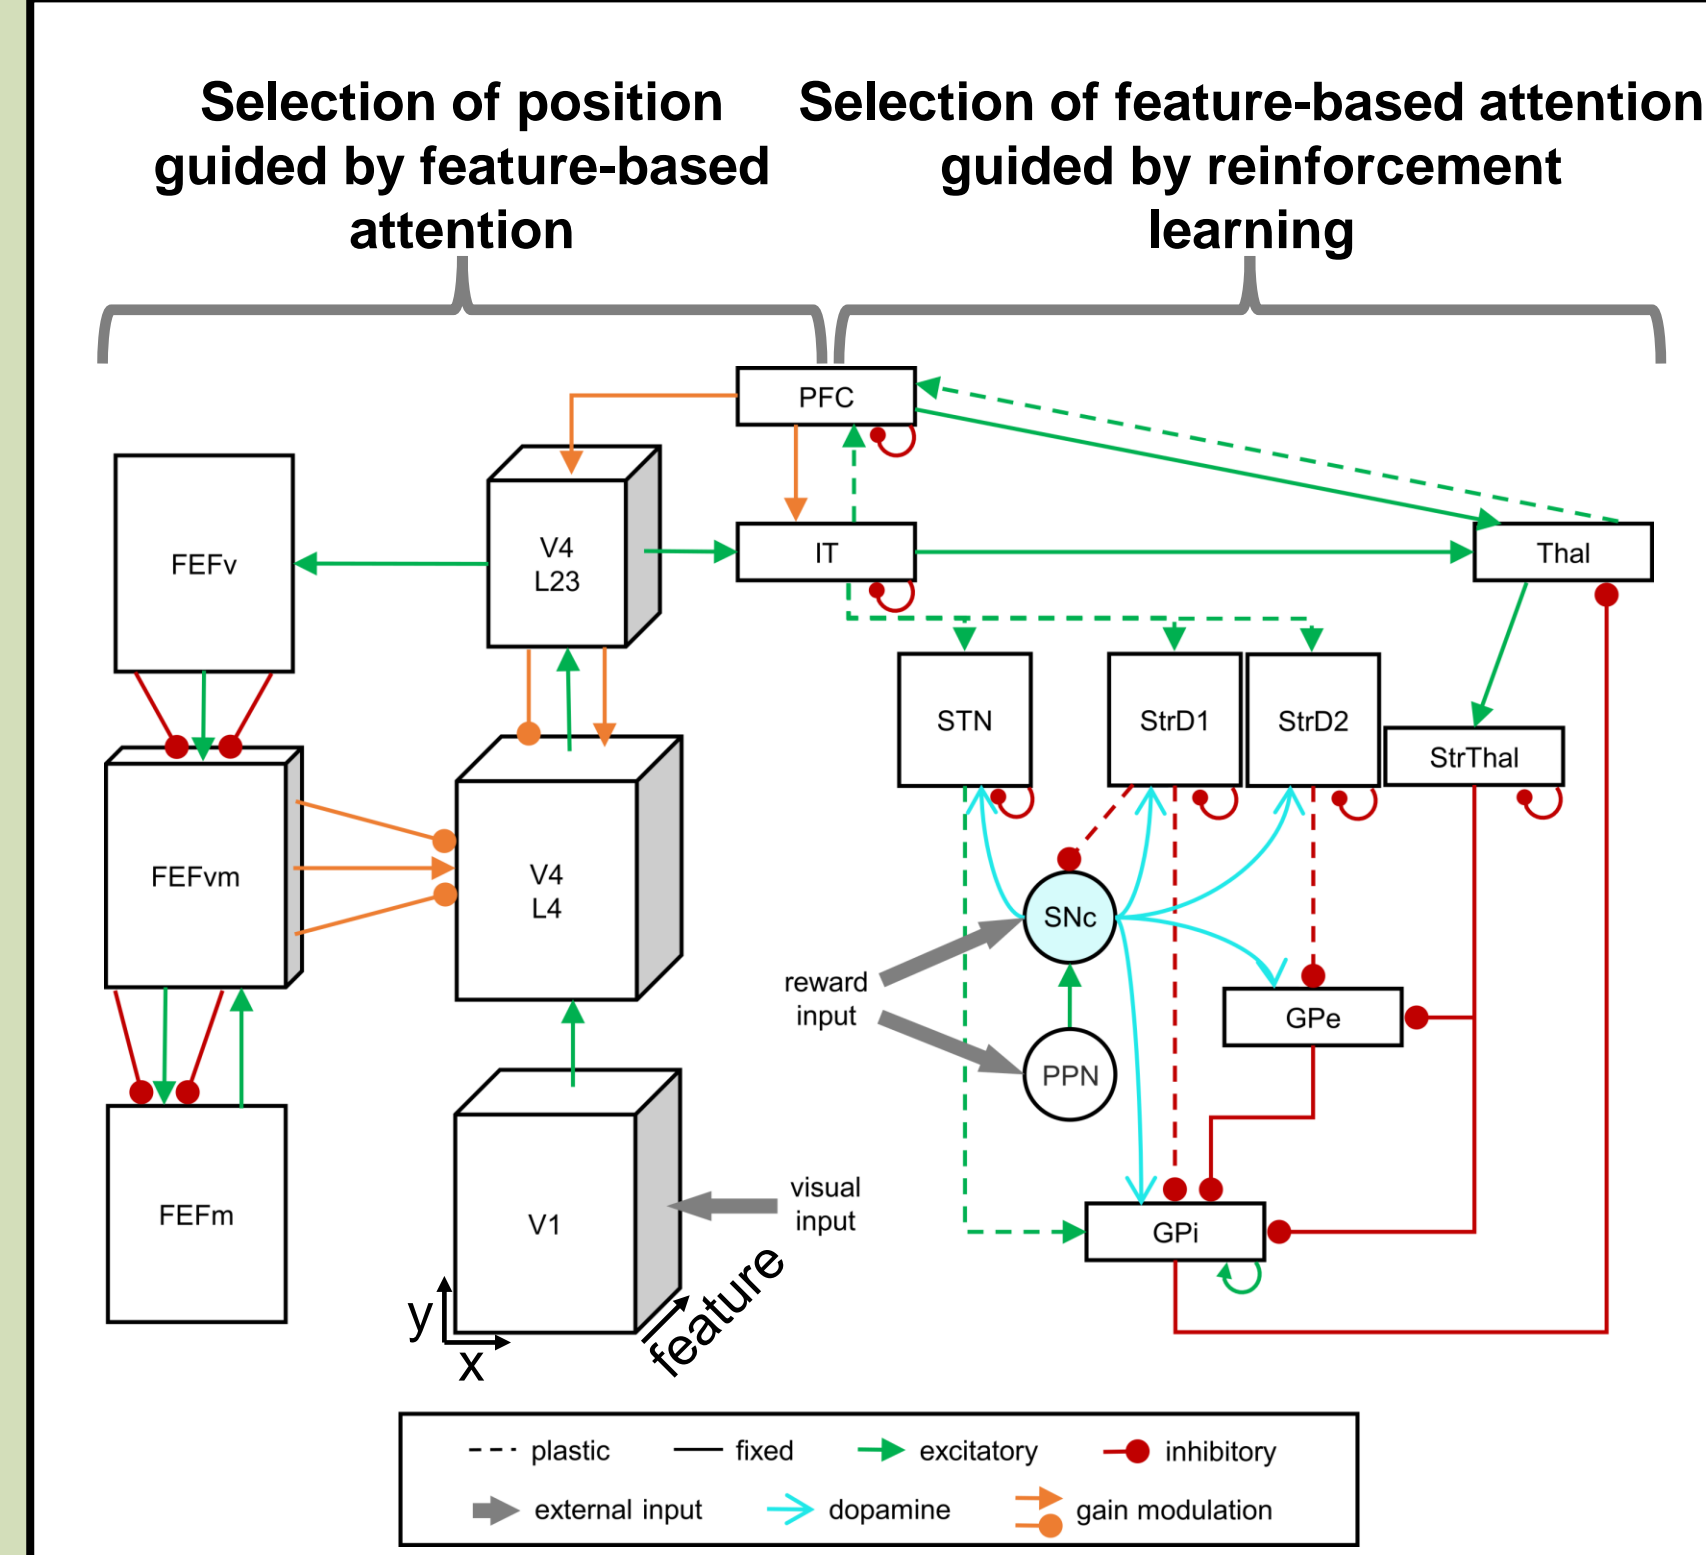 Selection of position
guided by feature-based
attention
Selection of feature-based attention
guided by reinforcement
learning
PFC
FEFv
V4
L23
IT
Thal
STN
StrD1
StrD2
StrThal
FEFvm
V4
L4
SNc
reward
input
GPe
PPN
FEFm
V1
visual
input
GPi
y
x
feature
plastic
fixed
excitatory
inhibitory
external input
dopamine
gain modulation